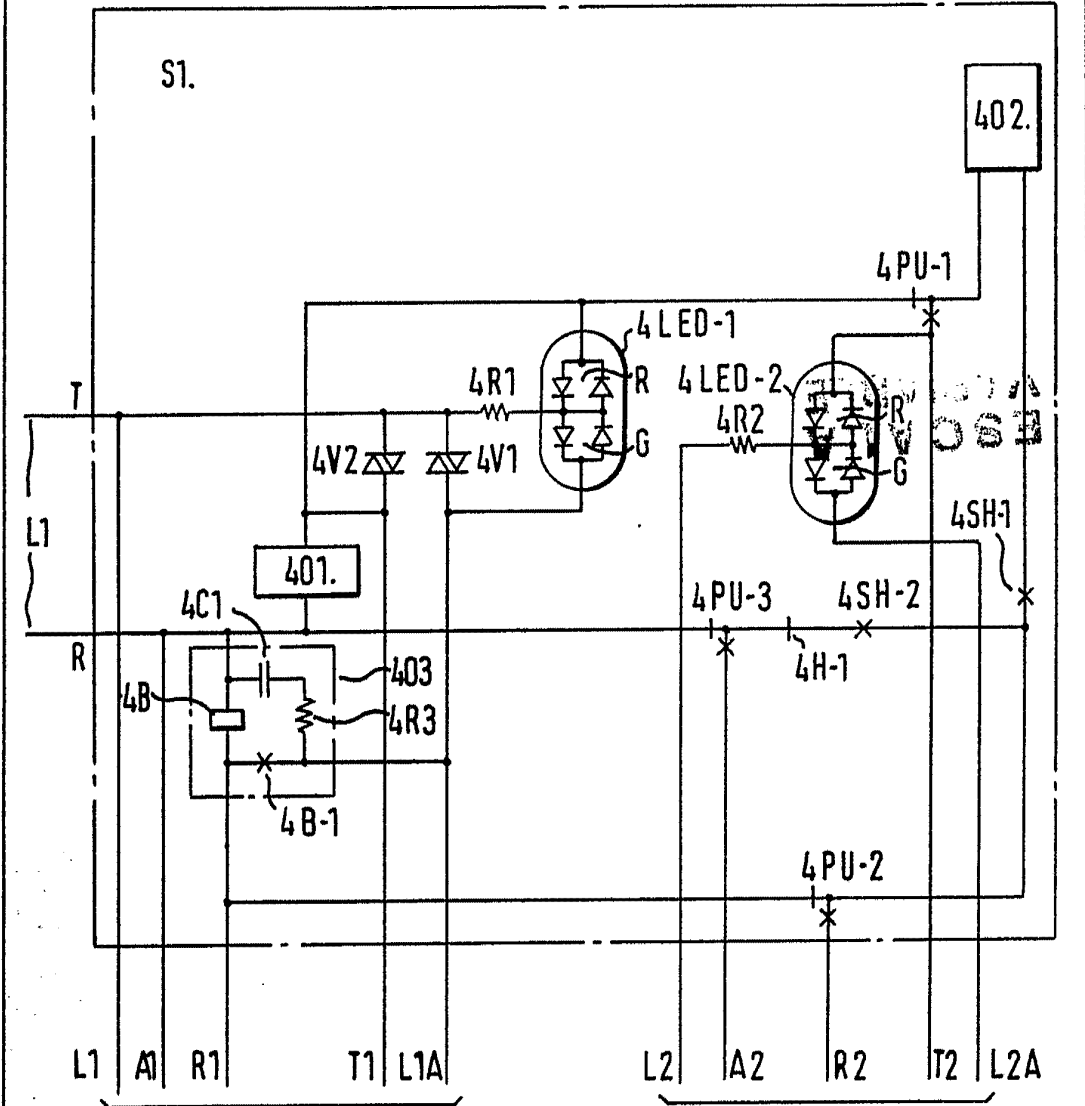 S1.
402.
4PU-1
4LED-1
T
4R1
R
4LED-2
4R2
R
4V2
4V1
G
G
L1
4SH-1
401.
4C1
4PU-3
4SH-2
R
403
4H-1
4B
4R3
4B-1
4PU-2
L1 A1 R1 T1 L1A L2 A2 R2 T2 L2A